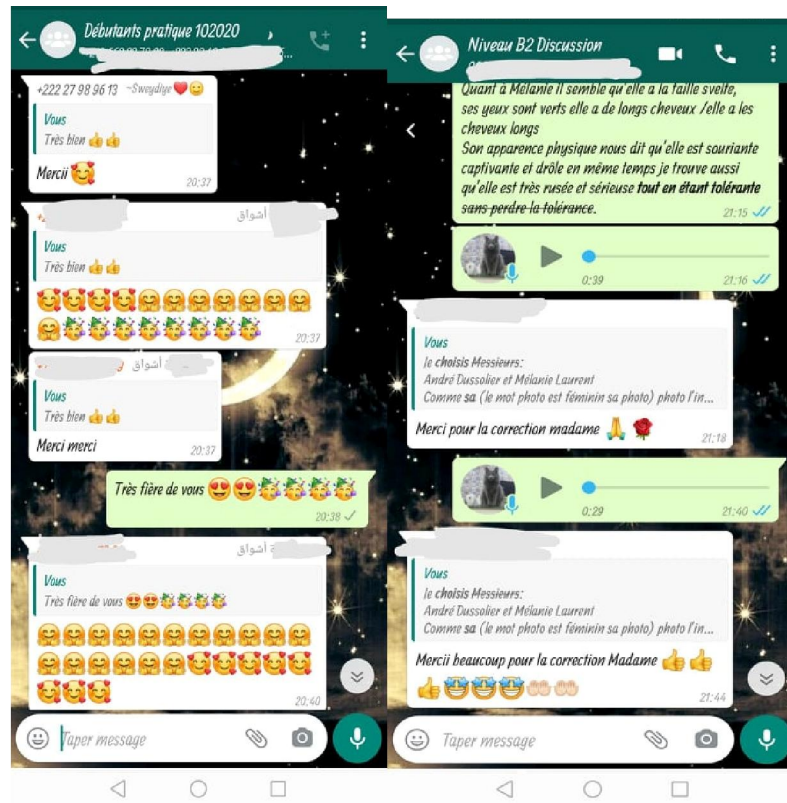 Débutants pratique 102020
+222 27 98 96 13 ~Sweydiye❤️😊
Vous
Très bien 👍👍
Mercii 🥰
20:37
أشواق
Vous
Très bien 👍👍
🥰🥰🥰🥰🤗🤗🤗🤗🤗🤗🤗
🤗🥳🥳🥳🥳🥳🥳🥳🥳
20:37
أشواق
Vous
Très bien 👍👍
Merci merci
20:37
Très fière de vous 😍😍🥳🥳🥳🥳
20:38
أشواق
Vous
Très fière de vous 😍😍🥳🥳🥳🥳
🤗🤗🤗🤗🤗🤗🤗🤗🤗🤗🤗
🤗🤗🤗🤗🤗🤗🥰🥰🥰🥰🥰
🥰🥰🥰
20:40
Taper message
Niveau B2 Discussion
Quant à Mélanie il semble qu'elle a la taille svelte,
ses yeux sont verts elle a de longs cheveux /elle a les
cheveux longs
Son apparence physique nous dit qu'elle est souriante
captivante et drôle en même temps je trouve aussi
qu'elle est très rusée et sérieuse tout en étant tolérante
sans perdre la tolérance.
21:15
0:39
21:16
Vous
Je choisis Messieurs:
André Dussolier et Mélanie Laurent
Comme sa (le mot photo est féminin sa photo) photo l'in...
Merci pour la correction madame 🙏 🌹
21:18
0:29
21:40
Vous
Je choisis Messieurs:
André Dussolier et Mélanie Laurent
Comme sa (le mot photo est féminin sa photo) photo l'in...
Mercii beaucoup pour la correction Madame 👍👍
👍🤩🤩🤩🤲🏻🤲🏻
21:44
Taper message